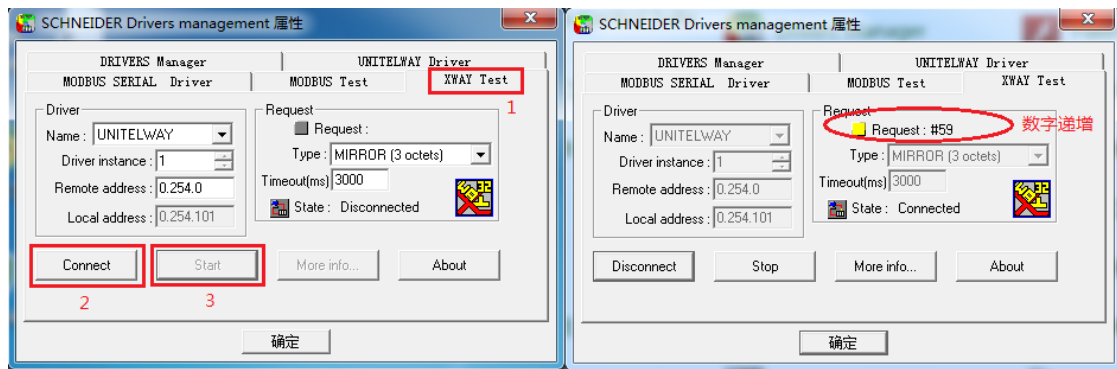 SCHNEIDER Drivers management 属性
DRIVERS Manager
UNITELWAY Driver
MODBUS SERIAL Driver
MODBUS Test
XWAY Test
1
Driver
Name : UNITELWAY
Driver instance : 1
Remote address : 0.254.0
Local address : 0.254.101
Request
Request :
Type : MIRROR (3 octets)
Timeout(ms) 3000
State : Disconnected
Connect
Start
More info...
About
2
3
确定
SCHNEIDER Drivers management 属性
DRIVERS Manager
UNITELWAY Driver
MODBUS SERIAL Driver
MODBUS Test
XWAY Test
Driver
Name : UNITELWAY
Driver instance : 1
Remote address : 0.254.0
Local address : 0.254.101
Request
Request : #59
数字递增
Type : MIRROR (3 octets)
Timeout(ms) 3000
State : Connected
Disconnect
Stop
More info...
About
确定